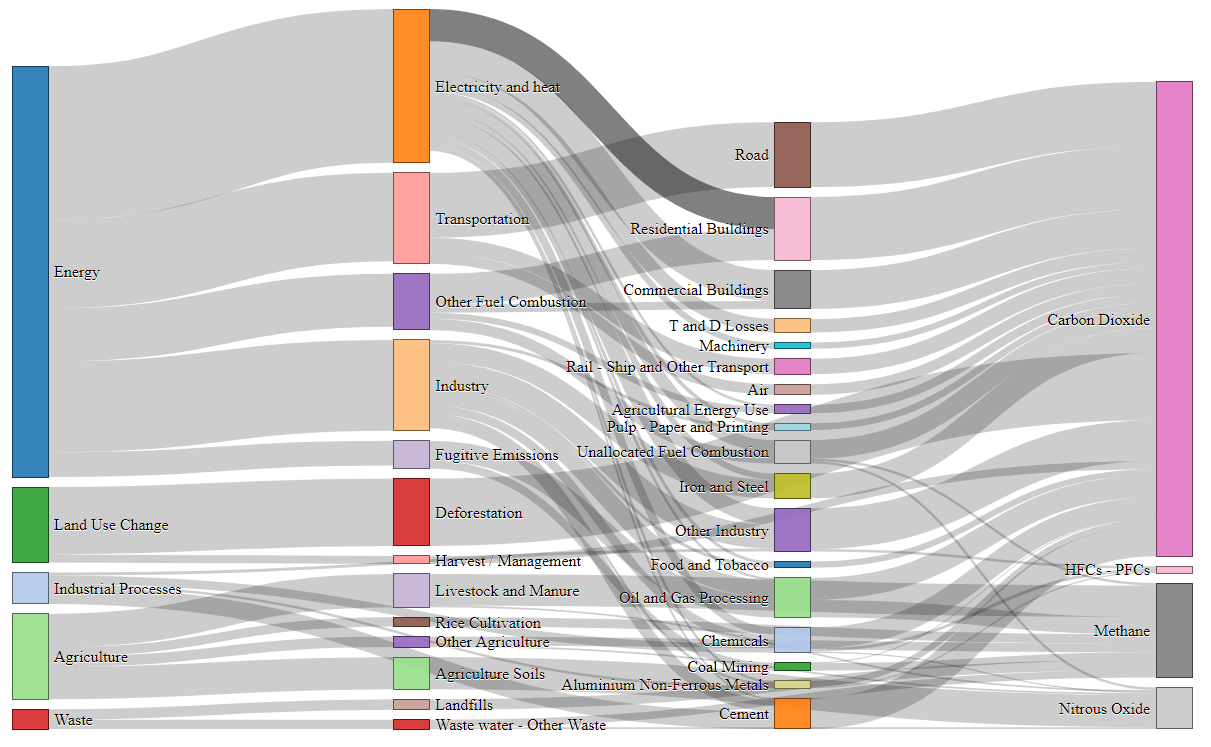 Energy
Land Use Change
Industrial Processes
Agriculture
Waste
Electricity and heat
Transportation
Other Fuel Combustion
Industry
Fugitive Emissions
Deforestation
Harvest / Management
Livestock and Manure
Rice Cultivation
Other Agriculture
Agriculture Soils
Landfills
Waste water - Other Waste
Road
Residential Buildings
Commercial Buildings
T and D Losses
Machinery
Rail - Ship and Other Transport
Air
Agricultural Energy Use
Pulp - Paper and Printing
Unallocated Fuel Combustion
Iron and Steel
Other Industry
Food and Tobacco
Oil and Gas Processing
Chemicals
Coal Mining
Aluminium Non-Ferrous Metals
Cement
Carbon Dioxide
HFCs - PFCs
Methane
Nitrous Oxide